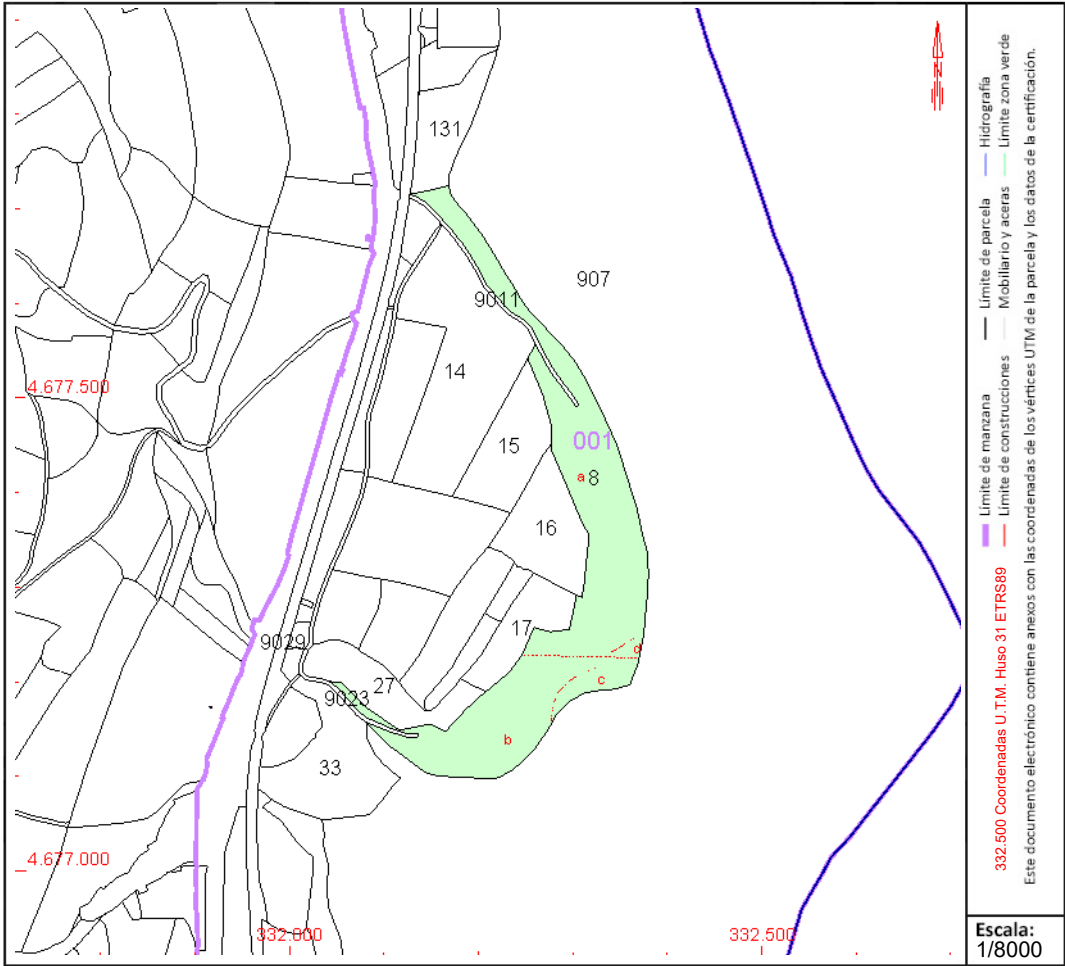 131
907
9011
14
4.677.500
15
001
a 8
16
17
9029
d
c
27
9023
b
33
4.677.000
332.000
332.500
N
Límite de manzana
Límite de parcela
Hidrografía
332.500 Coordenadas U.T.M. Huso 31 ETRS89
Límite de construcciones
Mobiliario y aceras
Límite zona verde
Este documento electrónico contiene anexos con las coordenadas de los vértices UTM de la parcela y los datos de la certificación.
Escala:
1/8000